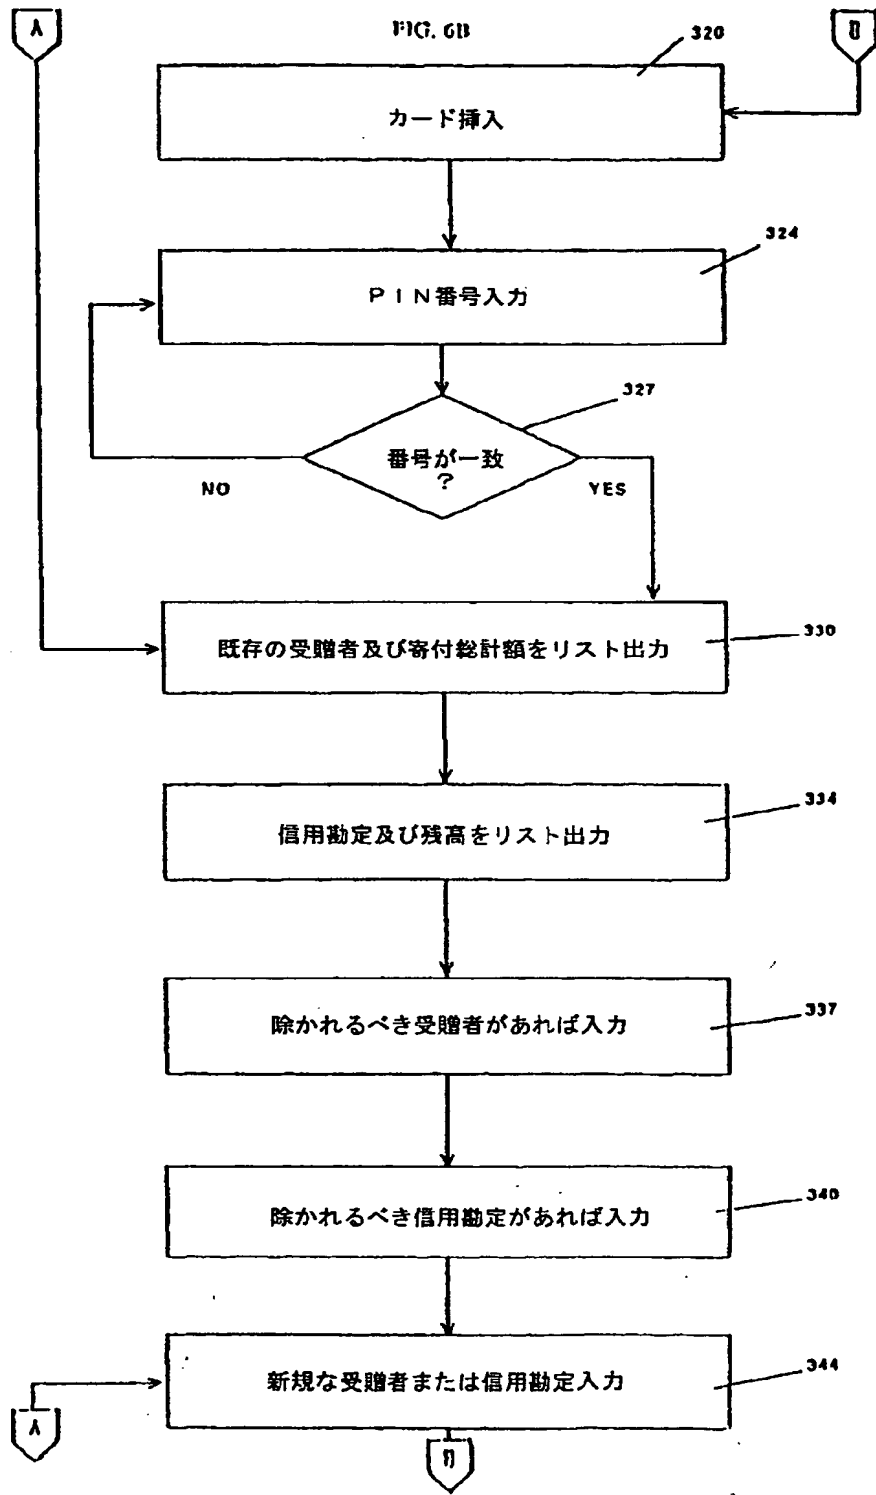 A
FIG. 6B
B
320
カード挿入
324
PIN番号入力
327
番号が一致
?
NO
YES
330
既存の受贈者及び寄付総計額をリスト出力
334
信用勘定及び残高をリスト出力
337
除かれるべき受贈者があれば入力
340
除かれるべき信用勘定があれば入力
344
新規な受贈者または信用勘定入力
A